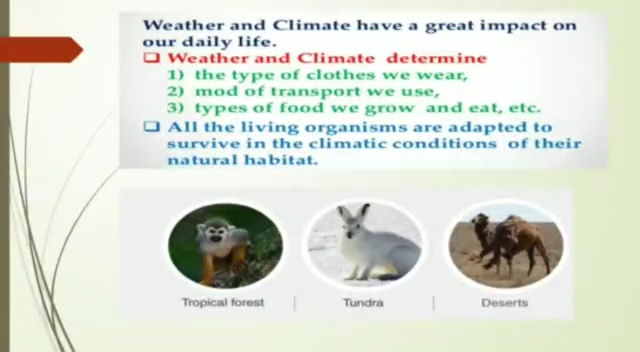 Weather and Climate have a great impact on
our daily life.
Weather and Climate determine
1) the type of clothes we wear,
2) mod of transport we use,
3) types of food we grow and eat, etc.
All the living organisms are adapted to
survive in the climatic conditions of their
natural habitat.
Tropical forest | Tundra | Deserts